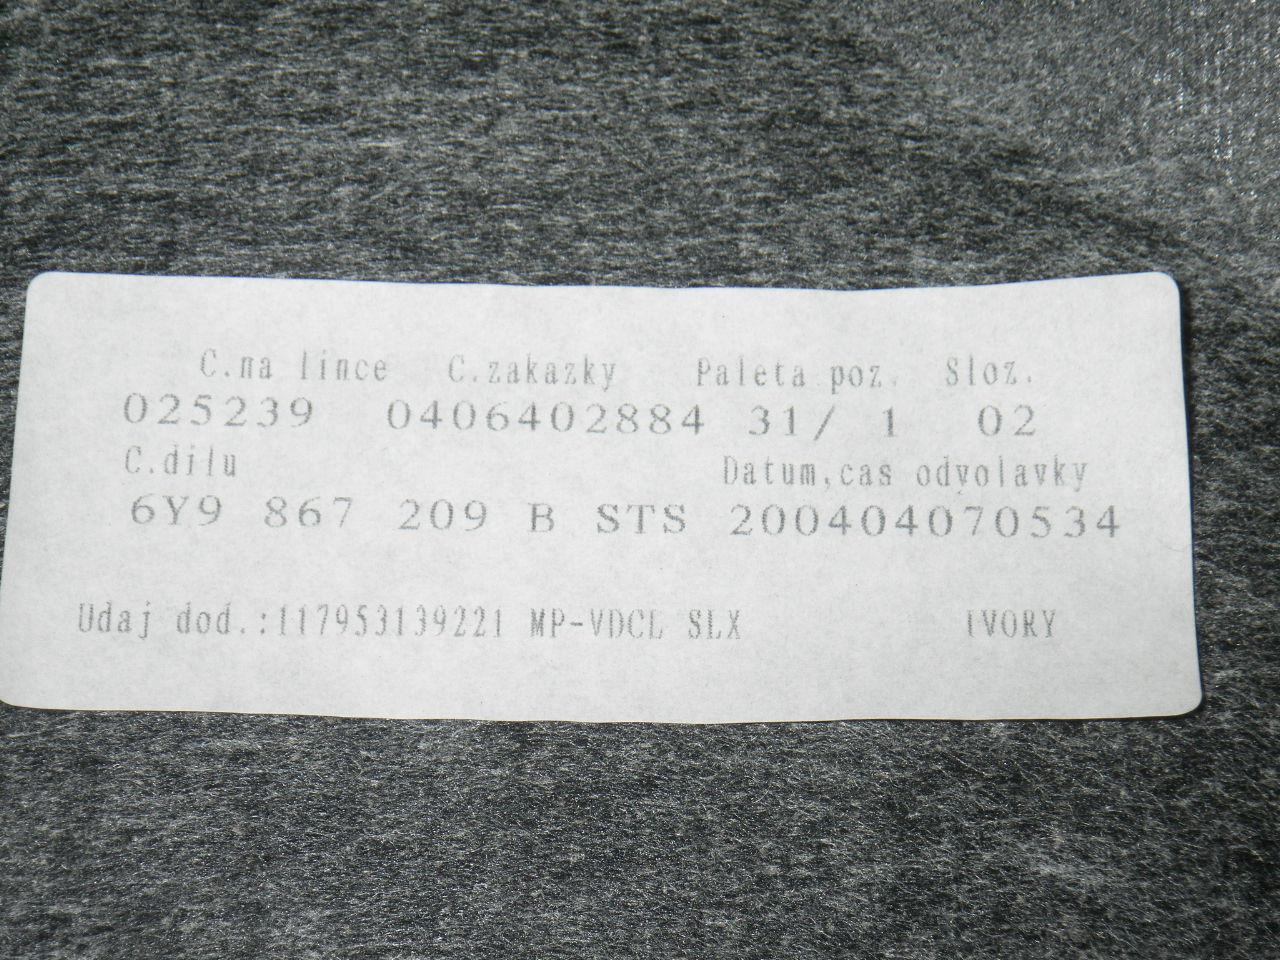 C.na lince C.zakazky Paleta poz. Sloz.
025239 0406402884 31/ 1 02
C.dilu Datum,cas odvolavky
6Y9 867 209 B STS 200404070534
Udaj dod.:117953139221 MP-VDCL SLX IVORY